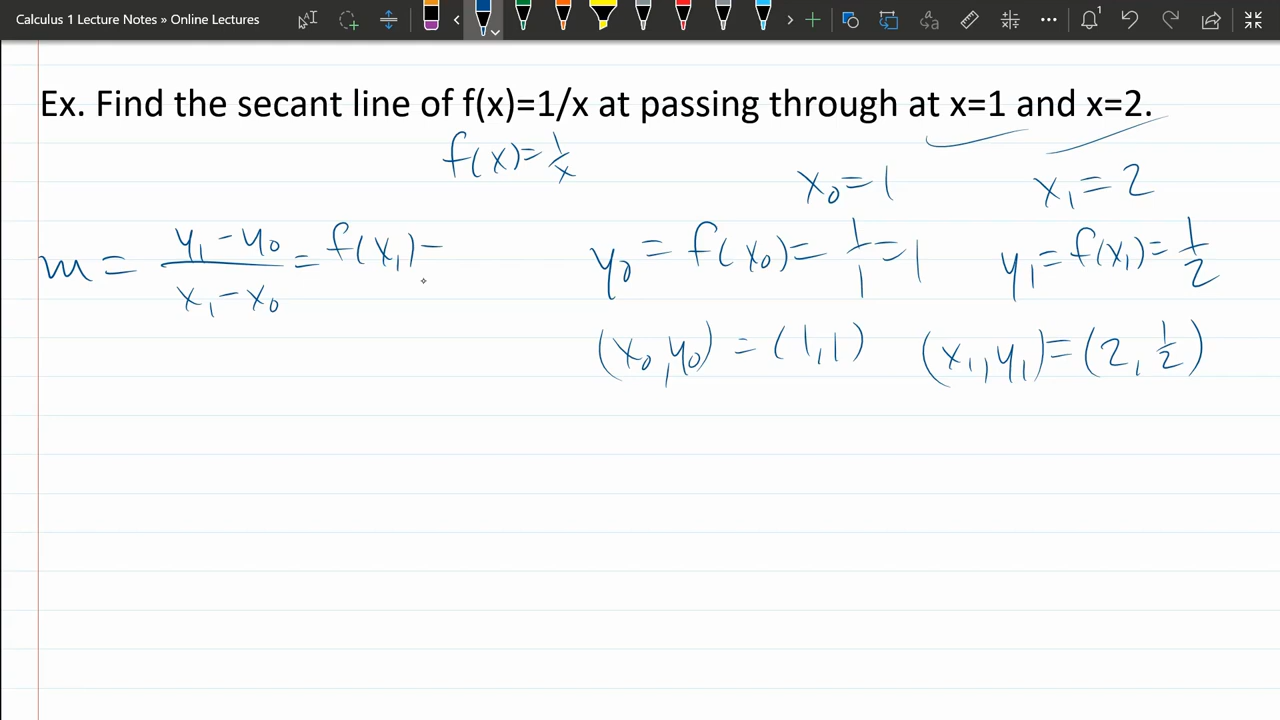 Calculus 1 Lecture Notes » Online Lectures
Ex. Find the secant line of f(x)=1/x at passing through at x=1 and x=2.
f(x)=1/x
x₀=1 x₁=2
m = (y₁-y₀)/(x₁-x₀) = f(x₁)- y₀=f(x₀)=1/1=1 y₁=f(x₁)=1/2
(x₀,y₀)=(1,1) (x₁,y₁)=(2,1/2)